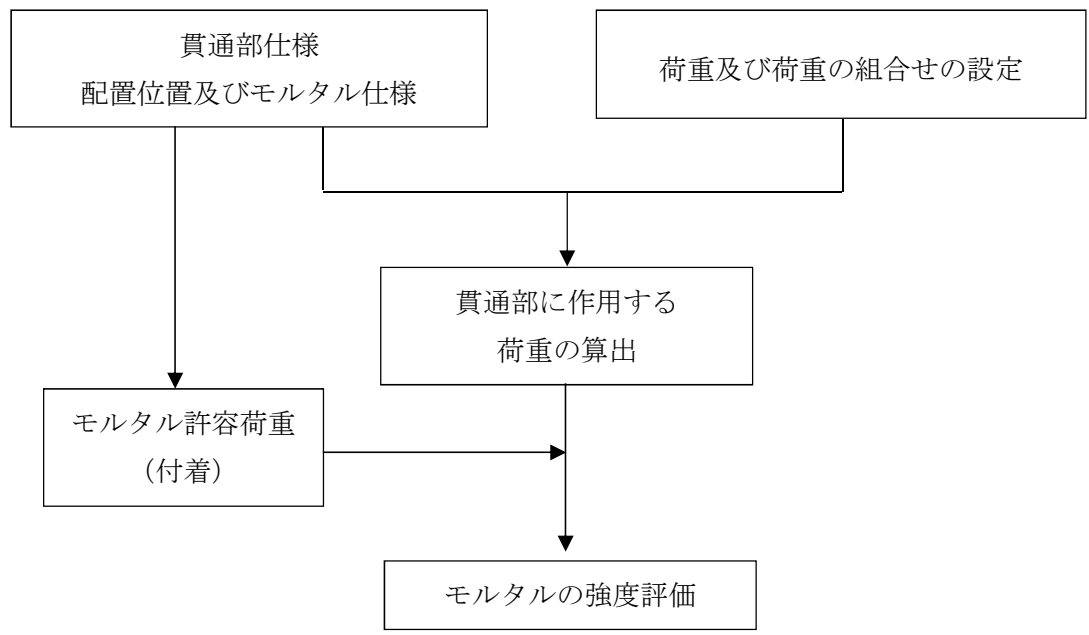 貫通部仕様
配置位置及びモルタル仕様
荷重及び荷重の組合せの設定
貫通部に作用する
荷重の算出
モルタル許容荷重
(付着)
モルタルの強度評価